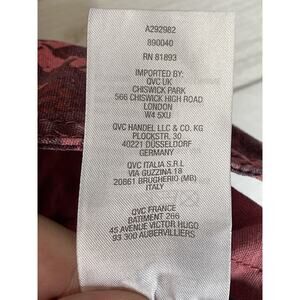 A292982
890040
RN 81893
IMPORTED BY:
QVC UK
CHISWICK PARK
566 CHISWICK HIGH ROAD
LONDON
W4 5XU
QVC HANDEL LLC & CO. KG
PLOCKSTR. 30
40221 DUSSELDORF
GERMANY
QVC ITALIA S.R.L
VIA GUZZINA 18
20861 BRUGHERIO (MB)
ITALY
QVC FRANCE
BATIMENT 266
45 AVENUE VICTOR HUGO
93 300 AUBERVILLIERS